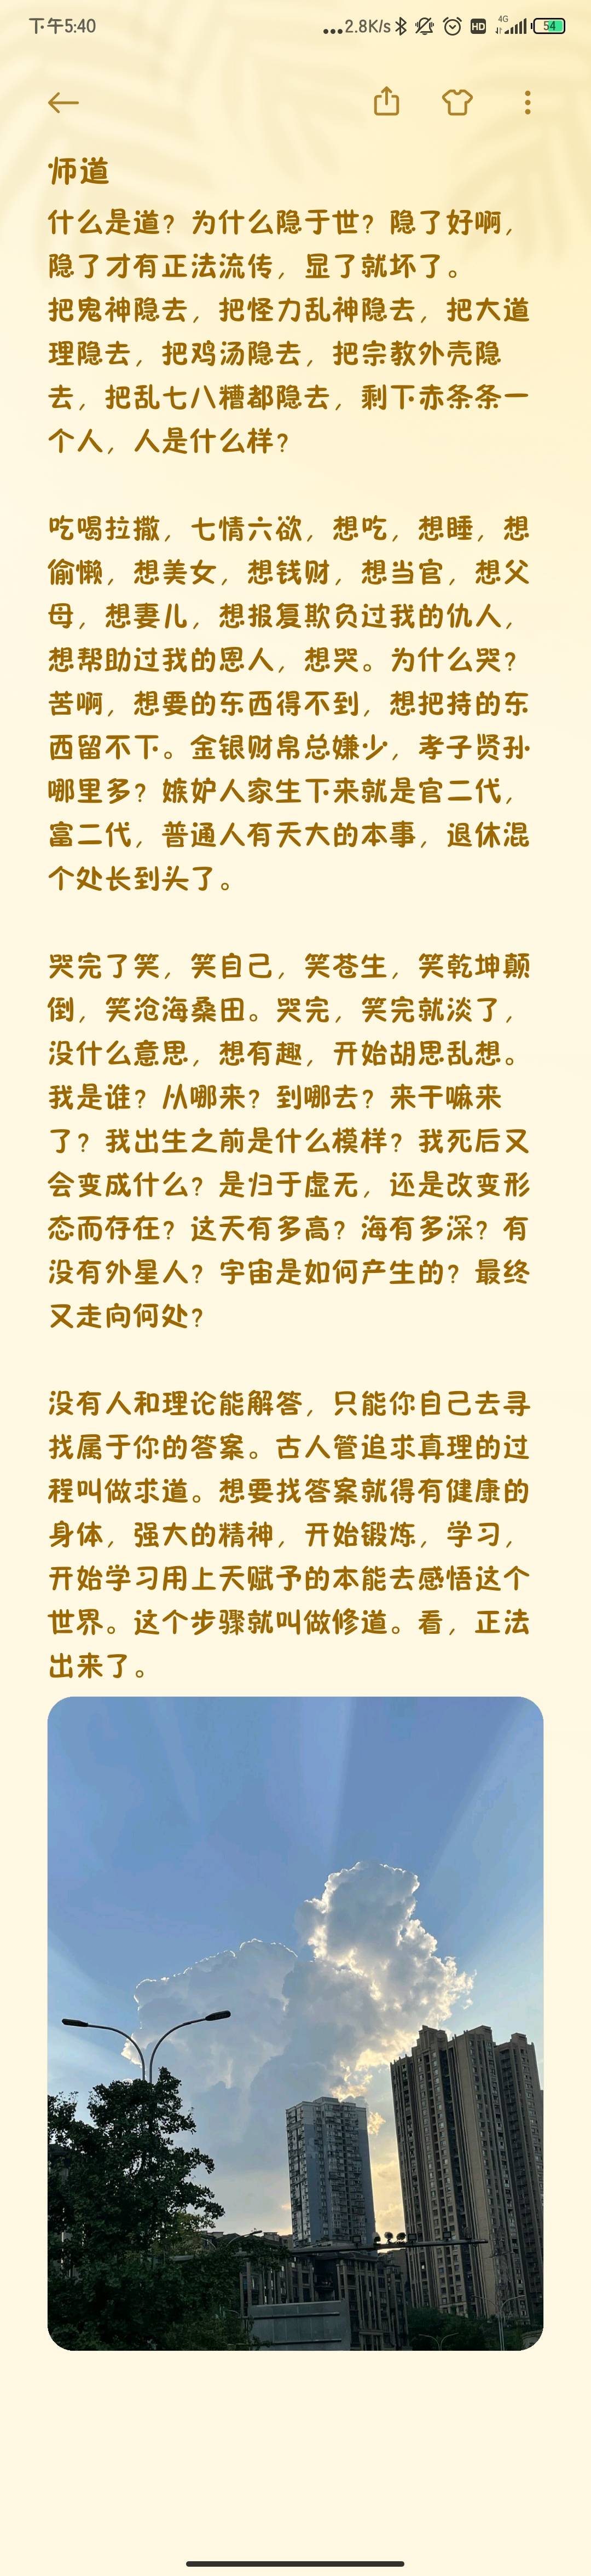 下午5:40
...2.8K/s
HD
4G
54
师道
什么是道？为什么隐于世？隐了好啊，
隐了才有正法流传，显了就坏了。
把鬼神隐去，把怪力乱神隐去，把大道
理隐去，把鸡汤隐去，把宗教外壳隐
去，把乱七八糟都隐去，剩下赤条条一
个人，人是什么样？
吃喝拉撒，七情六欲，想吃，想睡，想
偷懒，想美女，想钱财，想当官，想父
母，想妻儿，想报复欺负过我的仇人，
想帮助过我的恩人，想哭。为什么哭？
苦啊，想要的东西得不到，想把持的东
西留不下。金银财帛总嫌少，孝子贤孙
哪里多？嫉妒人家生下来就是官二代，
富二代，普通人有天大的本事，退休混
个处长到头了。
哭完了笑，笑自己，笑苍生，笑乾坤颠
倒，笑沧海桑田。哭完，笑完就淡了，
没什么意思，想有趣，开始胡思乱想。
我是谁？从哪来？到哪去？来干嘛来
了？我出生之前是什么模样？我死后又
会变成什么？是归于虚无，还是改变形
态而存在？这天有多高？海有多深？有
没有外星人？宇宙是如何产生的？最终
又走向何处？
没有人和理论能解答，只能你自己去寻
找属于你的答案。古人管追求真理的过
程叫做求道。想要找答案就得有健康的
身体，强大的精神，开始锻炼，学习，
开始学习用上天赋予的本能去感悟这个
世界。这个步骤就叫做修道。看，正法
出来了。